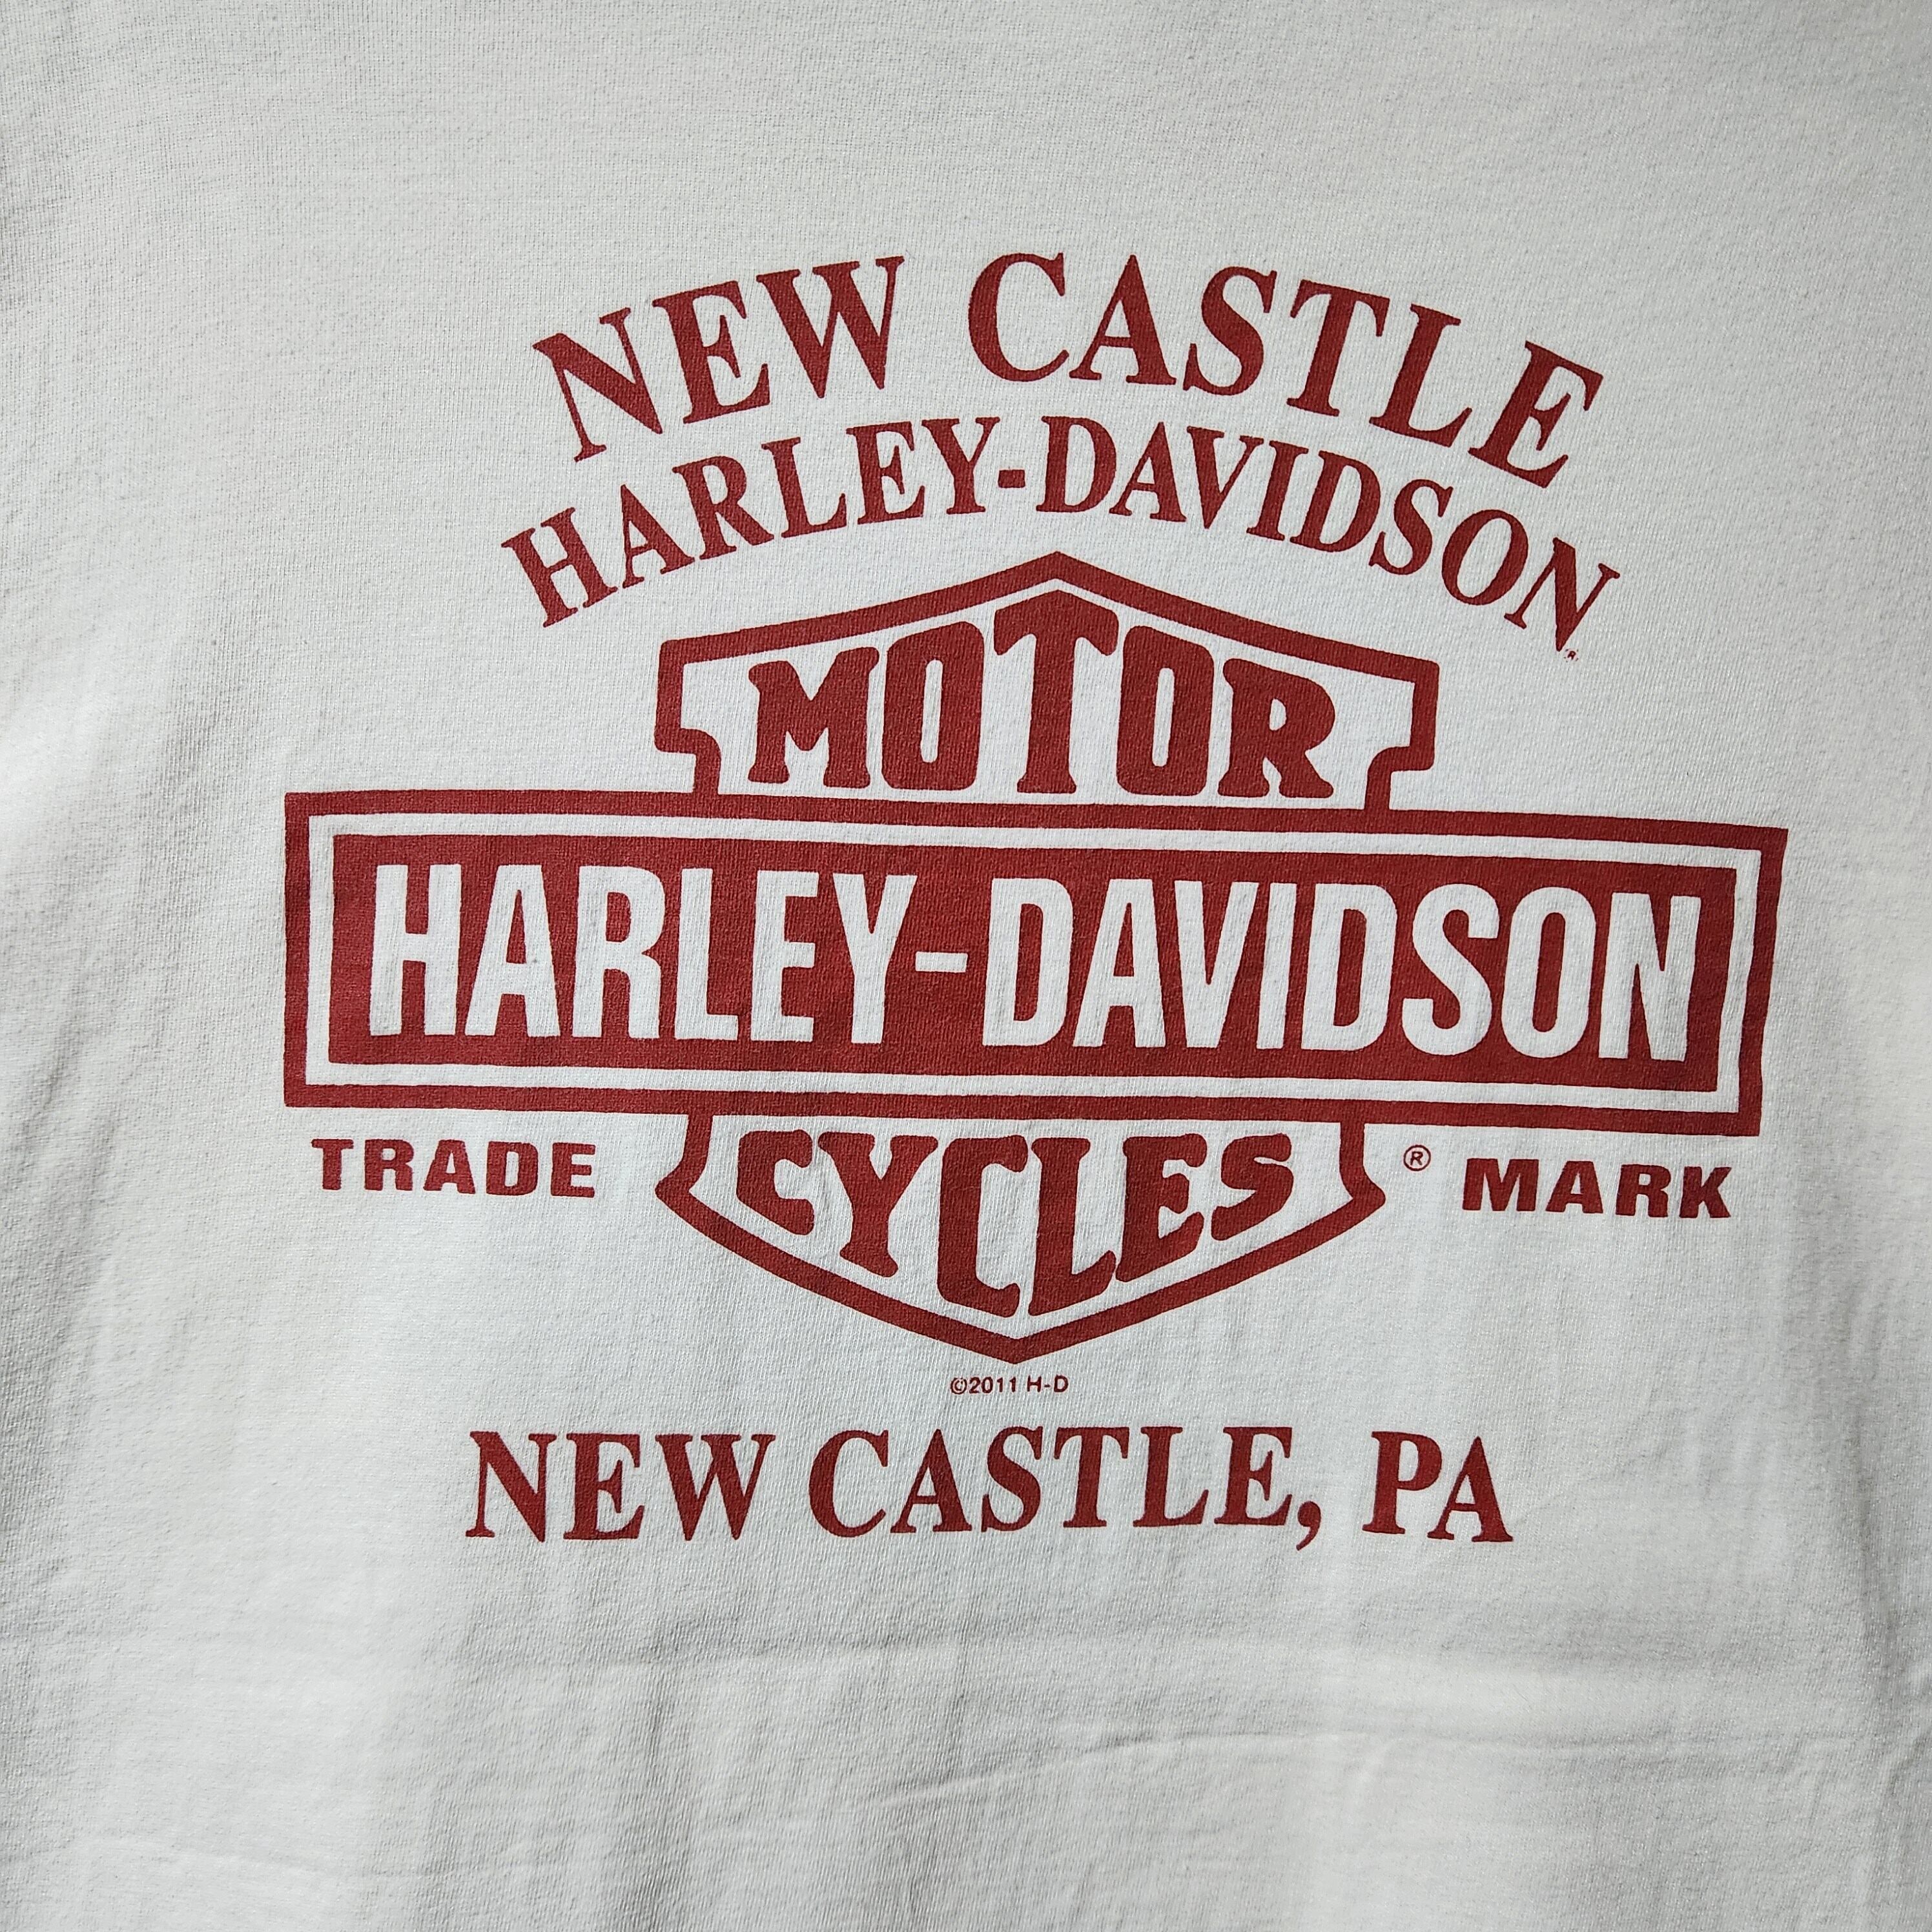 NEW CASTLE
HARLEY-DAVIDSON®
MOTOR
HARLEY-DAVIDSON
CYCLES
TRADE ® MARK
©2011 H-D
NEW CASTLE, PA